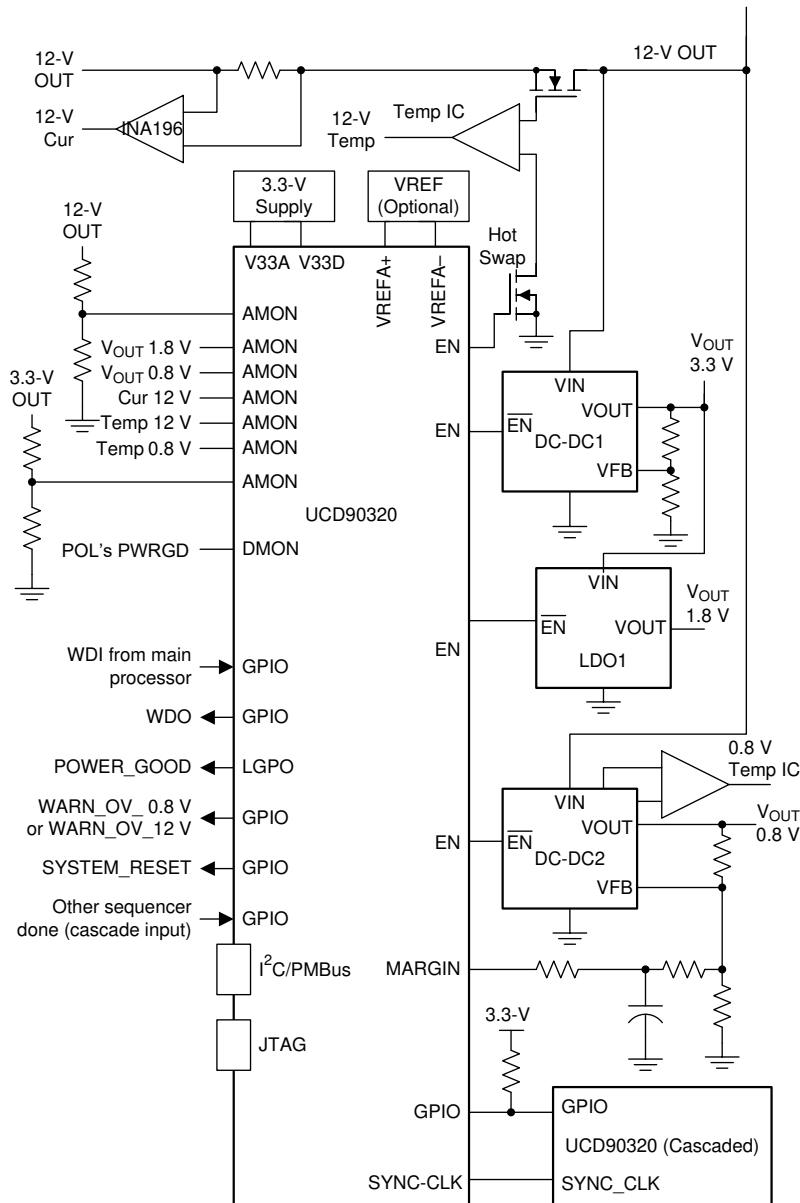 12-V
OUT
12-V OUT
12-V
Cur
INA196
12-V
Temp
Temp IC
3.3-V
Supply
VREF
(Optional)
12-V
OUT
V33A V33D
VREFA+
VREFA–
Hot
Swap
AMON
EN
VOUT 1.8 V
AMON
VOUT 0.8 V
AMON
Cur 12 V
AMON
Temp 12 V
AMON
Temp 0.8 V
AMON
3.3-V
OUT
AMON
VOUT
3.3 V
VIN
VOUT
EN
EN
DC-DC1
VFB
UCD90320
POL's PWRGD
DMON
VIN
VOUT
1.8 V
EN
EN
VOUT
LDO1
WDI from main
processor
GPIO
WDO
GPIO
POWER_GOOD
LGPO
WARN_OV_ 0.8 V
or WARN_OV_12 V
GPIO
SYSTEM_RESET
GPIO
Other sequencer
done (cascade input)
GPIO
0.8 V
Temp IC
VIN
VOUT
VOUT
0.8 V
EN
EN
DC-DC2
VFB
I2C/PMBus
MARGIN
JTAG
3.3-V
GPIO
GPIO
UCD90320 (Cascaded)
SYNC-CLK
SYNC_CLK